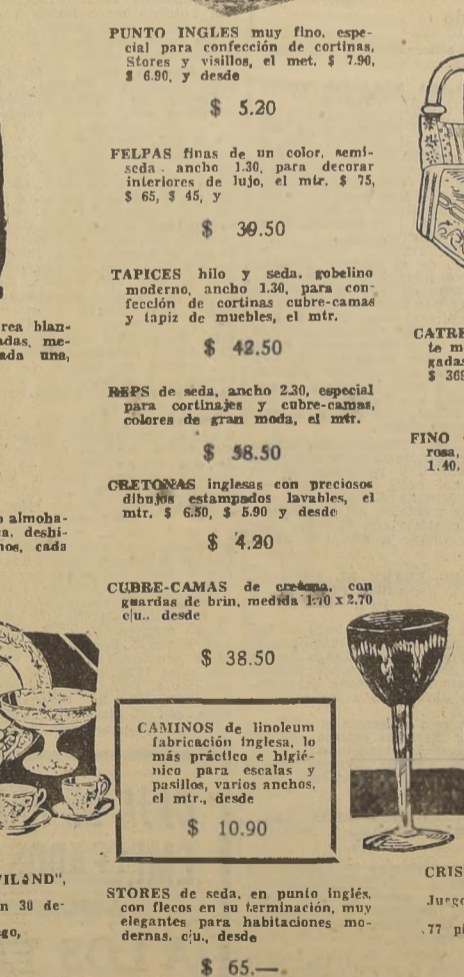 PUNTO INGLES muy fino, espe-
cial para confección de cortinas,
Stores y visillos, el met. $ 7.90,
$ 6.90, y desde
$ 5.20
FELPAS finas de un color, semi-
seda, ancho 1.30, para decorar
interiores de lujo, el mtr. $ 75,
$ 65, $ 45, y
$ 39.50
TAPICES hilo y seda, gobelino
moderno, ancho 1.30, para con-
fección de cortinas cubre-camas
y tapiz de muebles, el mtr.
$ 42.50
REPS de seda, ancho 2.30, especial
para cortinajes y cubre-camas,
colores de gran moda, el mtr.
$ 58.50
CRETONAS inglesas con preciosos
dibujos estampados lavables, el
mtr. $ 6.50, $ 5.90 y desde
$ 4.20
CUBRE-CAMAS de cretona, con
guardas de brin, medida 1.70 x 2.70
c|u.. desde
$ 38.50
CAMINOS de linoleum
fabricación inglesa, lo
más práctico e higié-
nico para escalas y
pasillos, varios anchos,
el mtr., desde
$ 10.90
STORES de seda, en punto inglés,
con flecos en su terminación, muy
elegantes para habitaciones mo-
dernas, c|u., desde
$ 65.—
rea blan-
adas, me-
ada una,
o almoha-
a, deshi-
nos, cada
VILAND",
n 30 de-
go,
CATRE
te m
gadas
$ 368
FINO
rosa,
1.40.
CRIS
Juego
77 pi